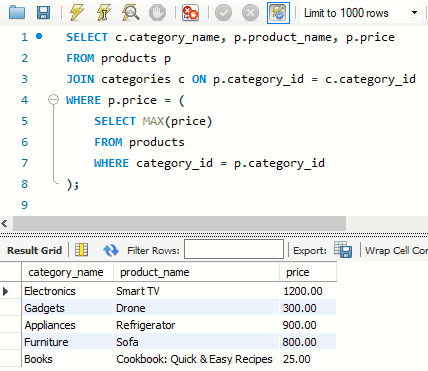 Limit to 1000 rows
1 SELECT c.category_name, p.product_name, p.price
2 FROM products p
3 JOIN categories c ON p.category_id = c.category_id
4 WHERE p.price = (
5 SELECT MAX(price)
6 FROM products
7 WHERE category_id = p.category_id
8 );
9
Result Grid Filter Rows: Export: Wrap Cell Cor
category_name product_name price
Electronics Smart TV 1200.00
Gadgets Drone 300.00
Appliances Refrigerator 900.00
Furniture Sofa 800.00
Books Cookbook: Quick & Easy Recipes 25.00